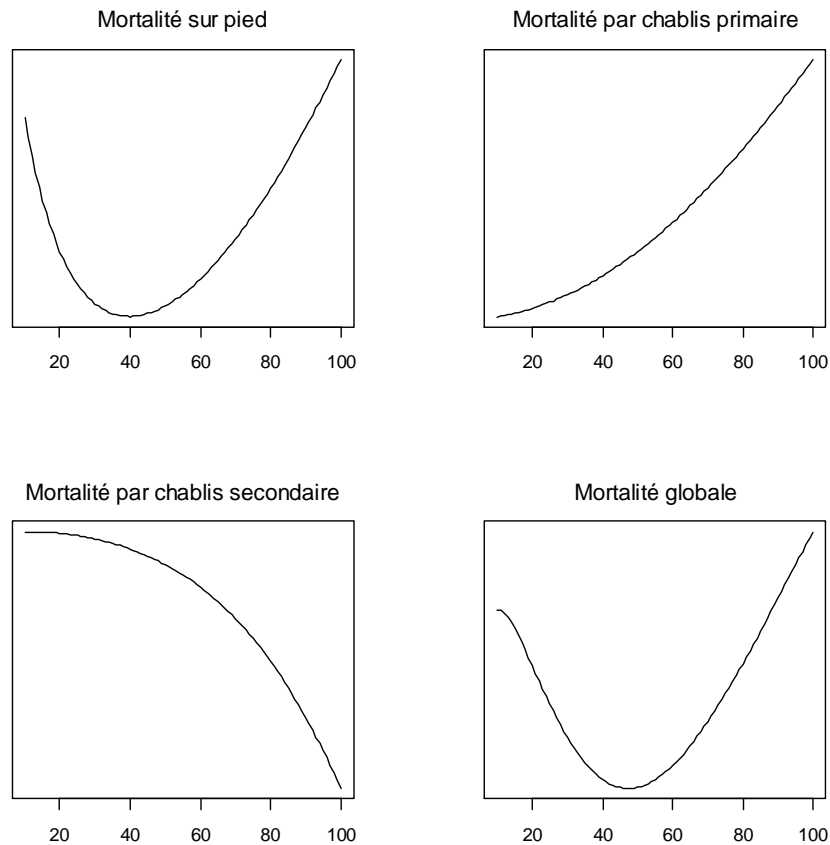 Mortalité sur pied
20 40 60 80 100
Mortalité par chablis primaire
20 40 60 80 100
Mortalité par chablis secondaire
20 40 60 80 100
Mortalité globale
20 40 60 80 100